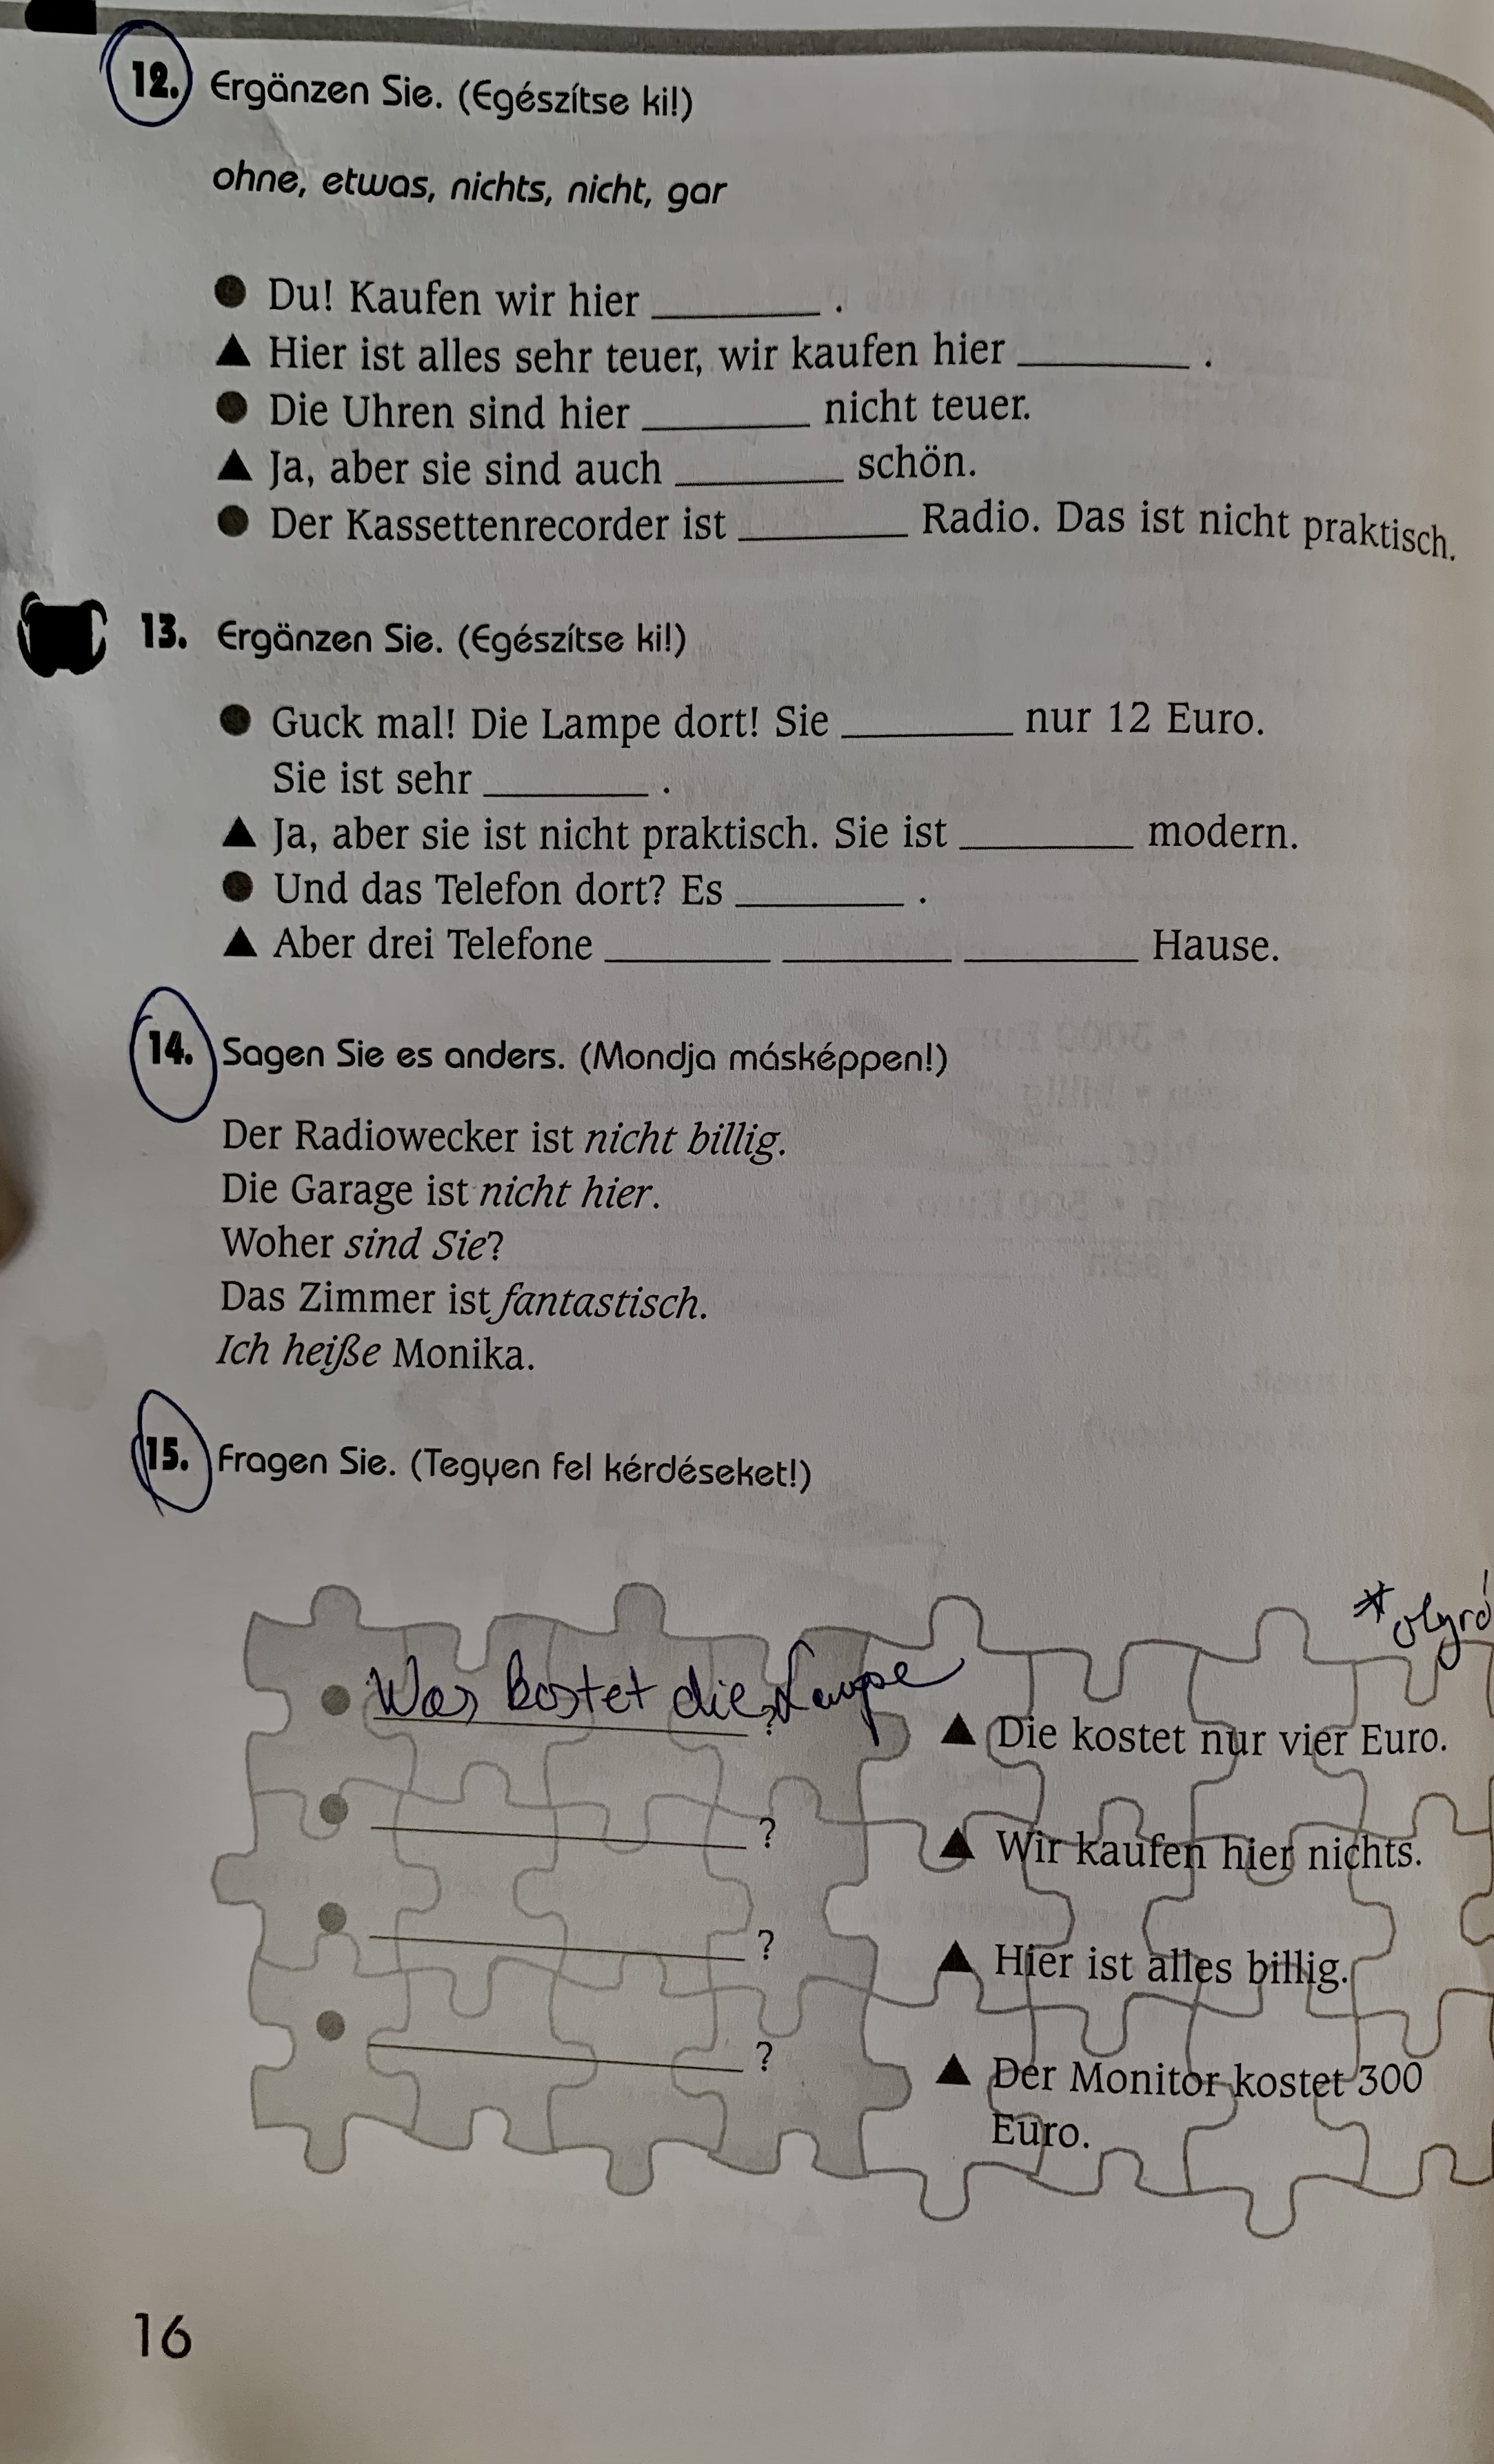 12. Ergänzen Sie. (Egészítse ki!)
ohne, etwas, nichts, nicht, gar
● Du! Kaufen wir hier ________ .
▲ Hier ist alles sehr teuer, wir kaufen hier ________ .
● Die Uhren sind hier ________ nicht teuer.
▲ Ja, aber sie sind auch ________ schön.
● Der Kassettenrecorder ist ________ Radio. Das ist nicht praktisch.
13. Ergänzen Sie. (Egészítse ki!)
● Guck mal! Die Lampe dort! Sie ________ nur 12 Euro.
Sie ist sehr ________ .
▲ Ja, aber sie ist nicht praktisch. Sie ist ________ modern.
● Und das Telefon dort? Es ________ .
▲ Aber drei Telefone ________ ________ ________ Hause.
14. Sagen Sie es anders. (Mondja másképpen!)
Der Radiowecker ist nicht billig.
Die Garage ist nicht hier.
Woher sind Sie?
Das Zimmer ist fantastisch.
Ich heiße Monika.
15. Fragen Sie. (Tegyen fel kérdéseket!)
● Was kostet die Lampe ?
▲ Die kostet nur vier Euro.
● ________ ?
▲ Wir kaufen hier nichts.
● ________ ?
▲ Hier ist alles billig.
● ________ ?
▲ Der Monitor kostet 300
Euro.
16